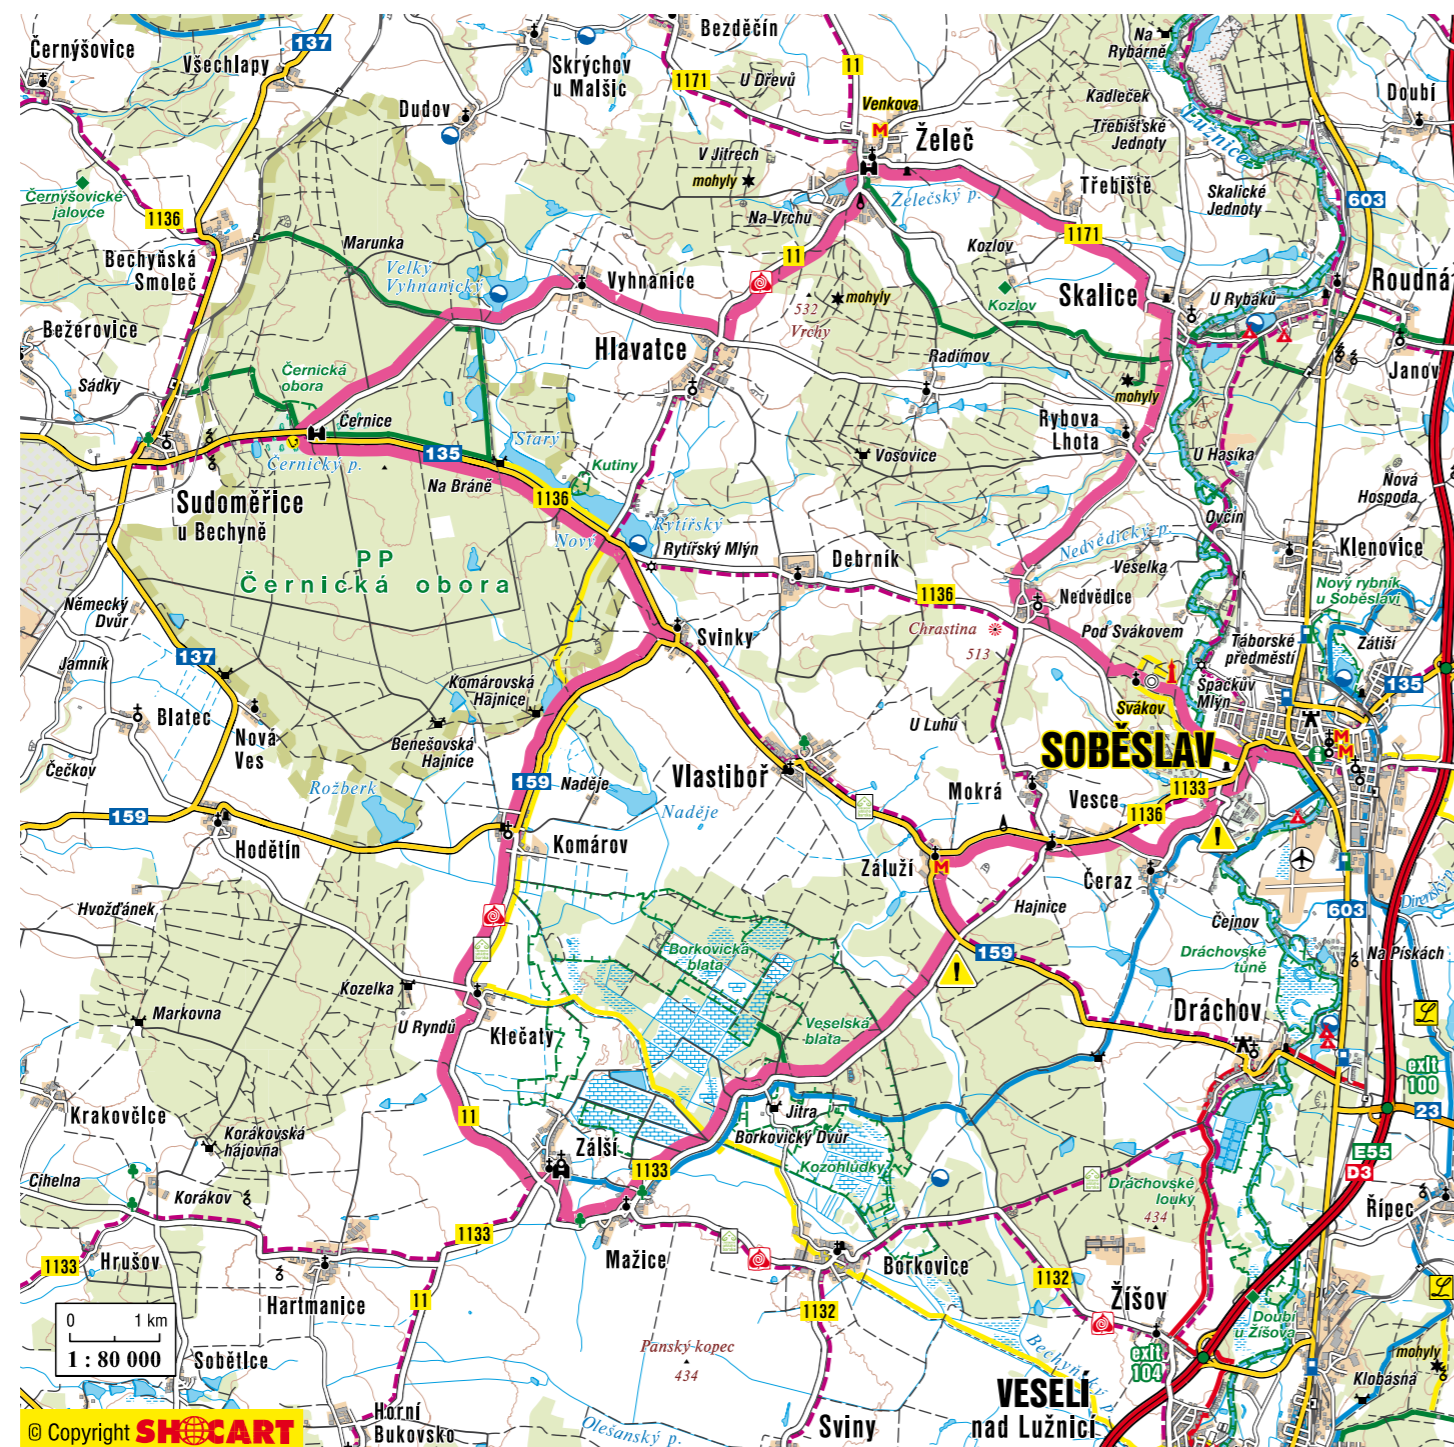 Černýšovice
137
Všechlapy
Skrýchov
u Malšic
Bezděčín
11
Na
Rybárně
1171
U Dřevů
Dudov
Venkova
M
Želeč
Kadleček
Třebišťské
Jednoty
Doubí
Lužnice
V Jitrech
mohyly
Na Vrchu
Želečský p.
Třebiště
Skalické
Jednoty
603
Černýšovické
jalovce
1136
Bechyňská
Smoleč
Marunka
Velký
Vyhnanický
Vyhnanice
11
Kozlov
1171
mohyly
Kozlov
Skalice
U Rybáků
Roudná
532
Vrchy
Bežerovice
Hlavatce
Radimov
Janov
Sádky
Černická
obora
mohyly
Černice
Rybova
Lhota
Starý
Černický p.
135
Na Bráně
Kutiny
Vosovice
U Hasíka
Nová
Hospoda
1136
Sudoměřice
u Bechyně
Rytířský
Nový
Rytířský Mlýn
Ovčín
Nedvědický p.
Klenovice
PP
Černická obora
Debrník
Veselka
Nový rybník
u Soběslavi
1136
Nedvědice
Německý
Dvůr
Chrastina
513
Pod Svákovem
Táborské
předměstí
Zátiší
Svinky
137
Jamník
Komárovská
Hajnice
135
Špačkův
Mlýn
Svákov
Blatec
Nová
Ves
Benešovská
Hajnice
U Luhů
SOBĚSLAV
M
M
Čečkov
Rožberk
159
Naděje
Vlastiboř
Mokrá
Vesce
1133
Naděje
1136
159
Hodětín
Komárov
Záluží
M
Čeraz
Hvožďánek
Hajnice
Čejnov
603
Dírenský p.
Borkovická
blata
159
Dráchovské
tůně
Na Pískách
Kozelka
Markovna
U Ryndů
Klečaty
Veselská
blata
Dráchov
exit
100
Krakovčice
11
Jitra
23
Korákovská
hájovna
Borkovický Dvůr
Zálší
1133
Kozohlůdky
E55
D3
Cihelna
Korákov
Dráchovské
louky
434
Řípec
1133
1133
Hrušov
Mažice
Borkovice
Hartmanice
11
1132
1132
Žíšov
0 1 km
1 : 80 000
Doubí
u Žíšova
Panský kopec
434
Bechyňský
exit
104
mohyly
Klobásná
Sobětice
VESELÍ
nad Lužnicí
Horní
Bukovsko
Olešanský p.
Sviny
© Copyright SHOCART